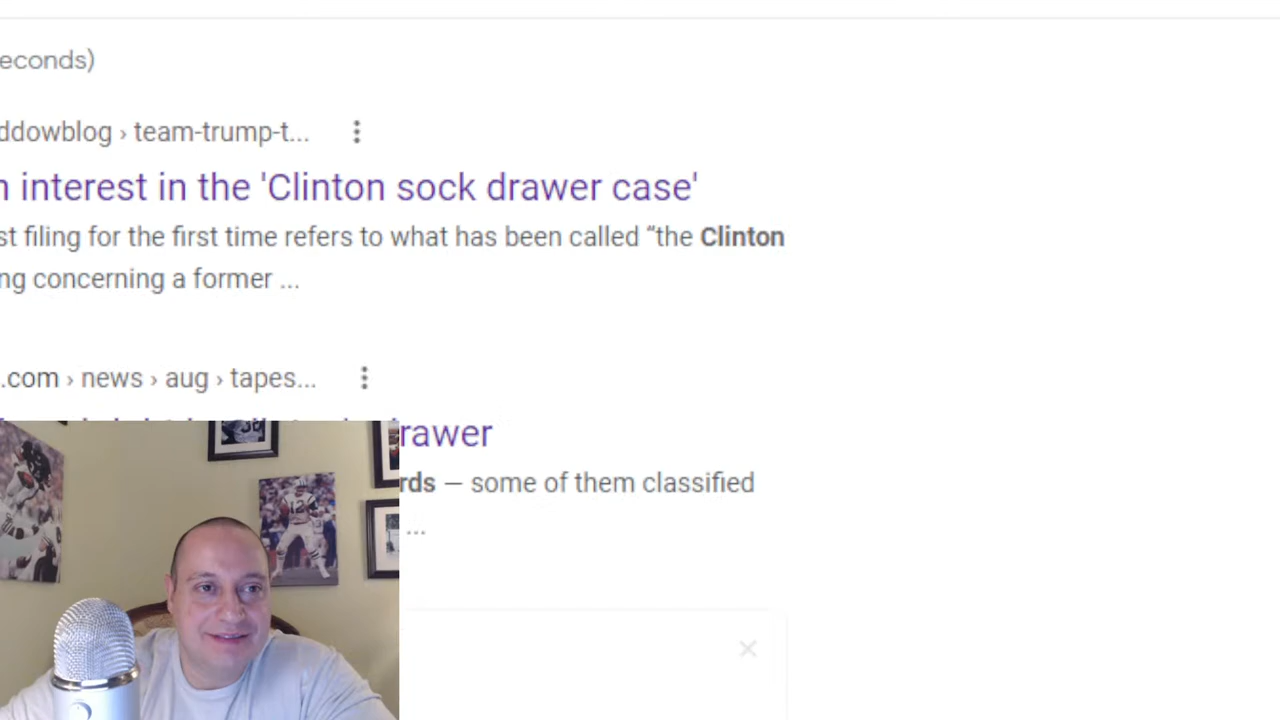 econds)
ddowblog › team-trump-t...
n interest in the 'Clinton sock drawer case'
st filing for the first time refers to what has been called “the Clinton
ng concerning a former ...
.com › news › aug › tapes...
rawer
rds — some of them classified
...
12